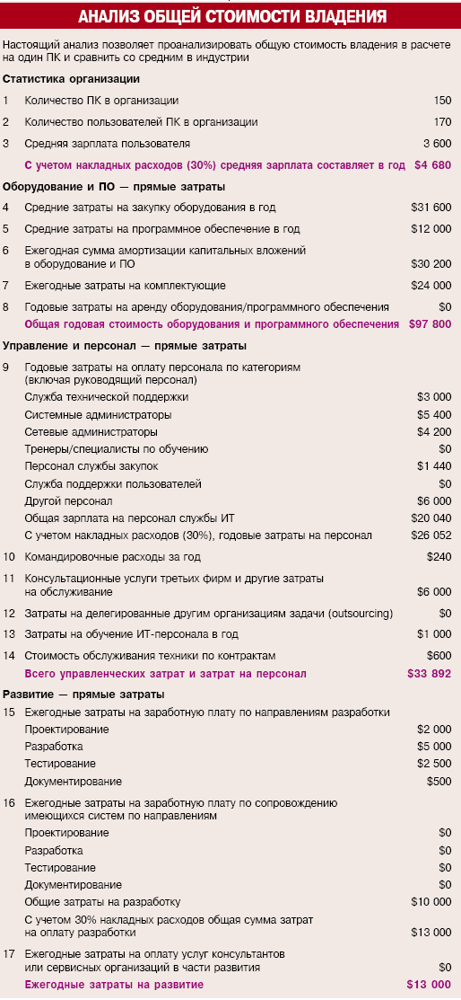 АНАЛИЗ ОБЩЕЙ СТОИМОСТИ ВЛАДЕНИЯ
Настоящий анализ позволяет проанализировать общую стоимость владения в расчете
на один ПК и сравнить со средним в индустрии
Статистика организации
1 Количество ПК в организации 150
2 Количество пользователей ПК в организации 170
3 Средняя зарплата пользователя 3 600
С учетом накладных расходов (30%) средняя зарплата составляет в год $4 680
Оборудование и ПО — прямые затраты
4 Средние затраты на закупку оборудования в год $31 600
5 Средние затраты на программное обеспечение в год $12 000
6 Ежегодная сумма амортизации капитальных вложений
в оборудование и ПО $30 200
7 Ежегодные затраты на комплектующие $24 000
8 Годовые затраты на аренду оборудования/программного обеспечения $0
Общая годовая стоимость оборудования и программного обеспечения $97 800
Управление и персонал — прямые затраты
9 Годовые затраты на оплату персонала по категориям
(включая руководящий персонал)
Служба технической поддержки $3 000
Системные администраторы $5 400
Сетевые администраторы $4 200
Тренеры/специалисты по обучению $0
Персонал службы закупок $1 440
Служба поддержки пользователей $0
Другой персонал $6 000
Общая зарплата на персонал службы ИТ $20 040
С учетом накладных расходов (30%), годовые затраты на персонал $26 052
10 Командировочные расходы за год $240
11 Консультационные услуги третьих фирм и другие затраты
на обслуживание $6 000
12 Затраты на делегированные другим организациям задачи (outsourcing) $0
13 Затраты на обучение ИТ-персонала в год $1 000
14 Стоимость обслуживания техники по контрактам $600
Всего управленческих затрат и затрат на персонал $33 892
Развитие — прямые затраты
15 Ежегодные затраты на заработную плату по направлениям разработки
Проектирование $2 000
Разработка $5 000
Тестирование $2 500
Документирование $500
16 Ежегодные затраты на заработную плату по сопровождению
имеющихся систем по направлениям
Проектирование $0
Разработка $0
Тестирование $0
Документирование $0
Общие затраты на разработку $10 000
С учетом 30% накладных расходов общая сумма затрат
на оплату разработки $13 000
17 Ежегодные затраты на оплату услуг консультантов
или сервисных организаций в части развития $0
Ежегодные затраты на развитие $13 000